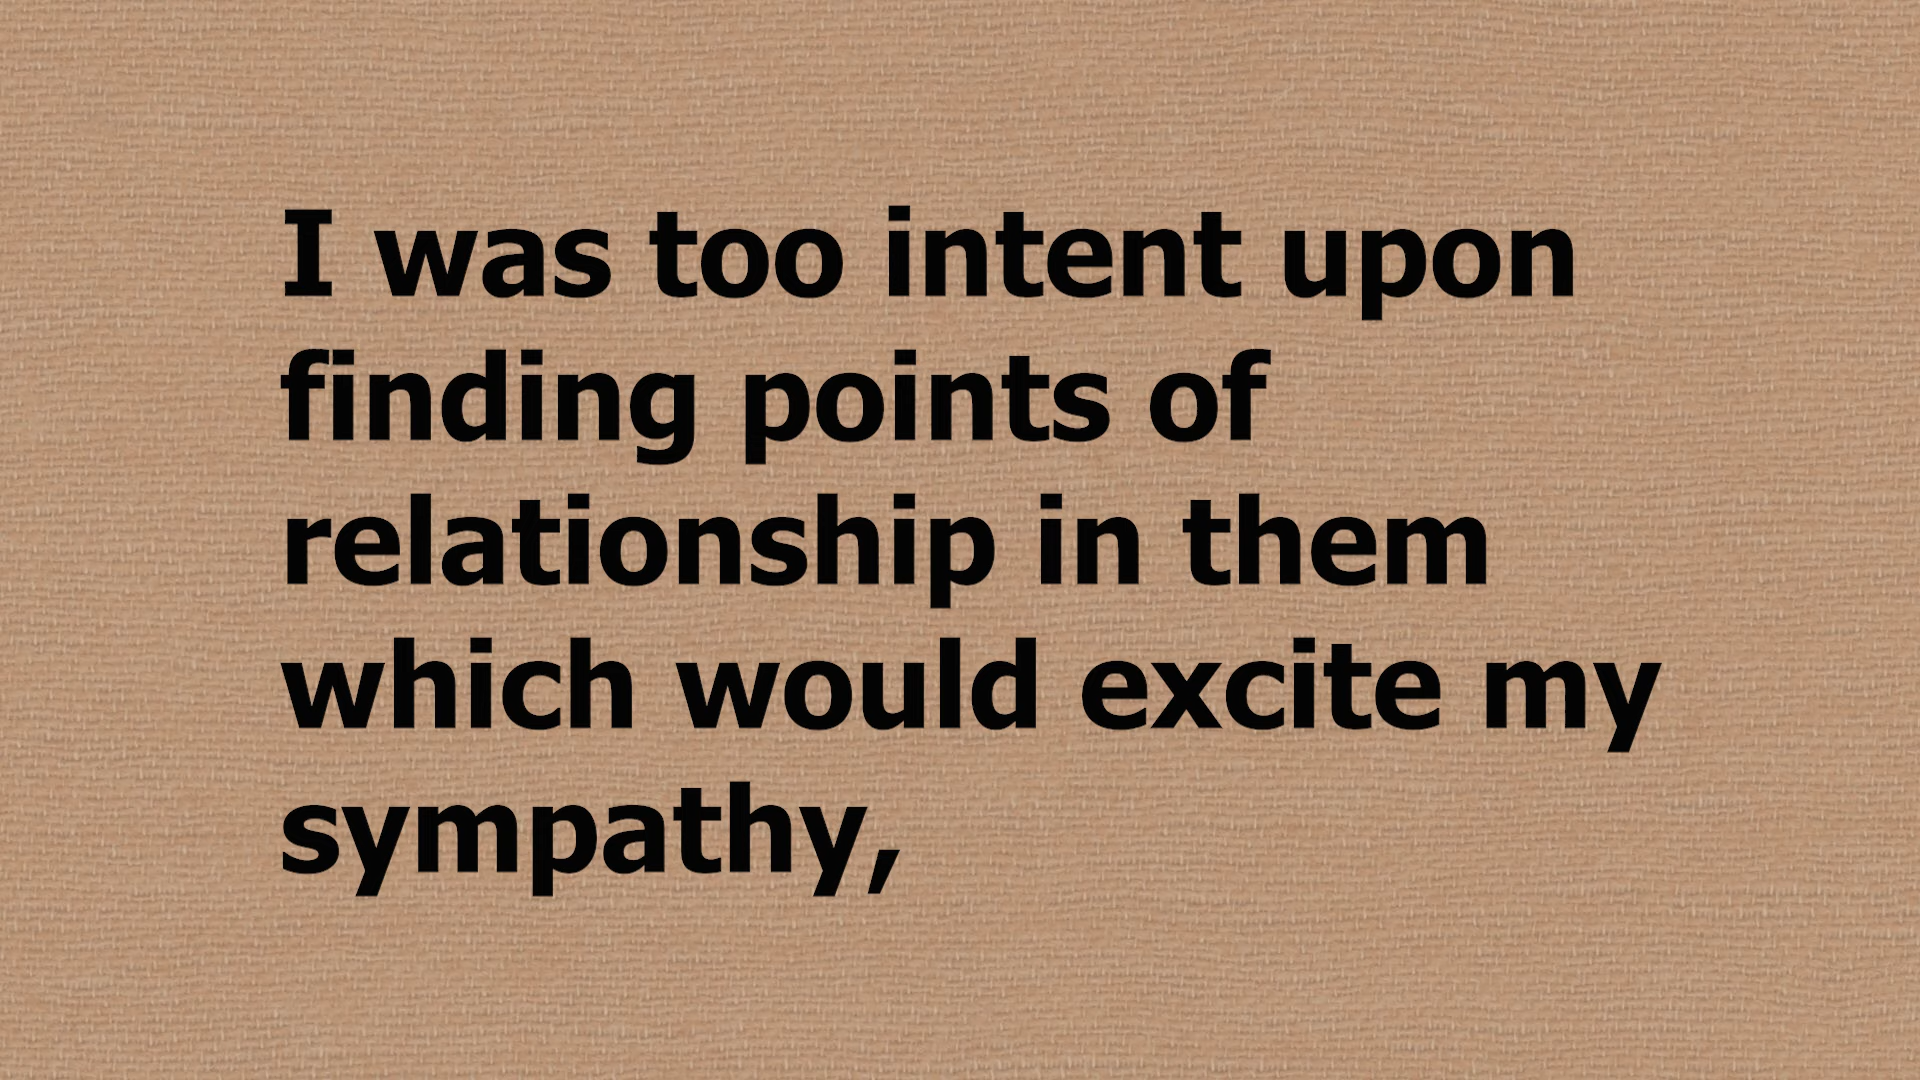 I was too intent upon
finding points of
relationship in them
which would excite my
sympathy,